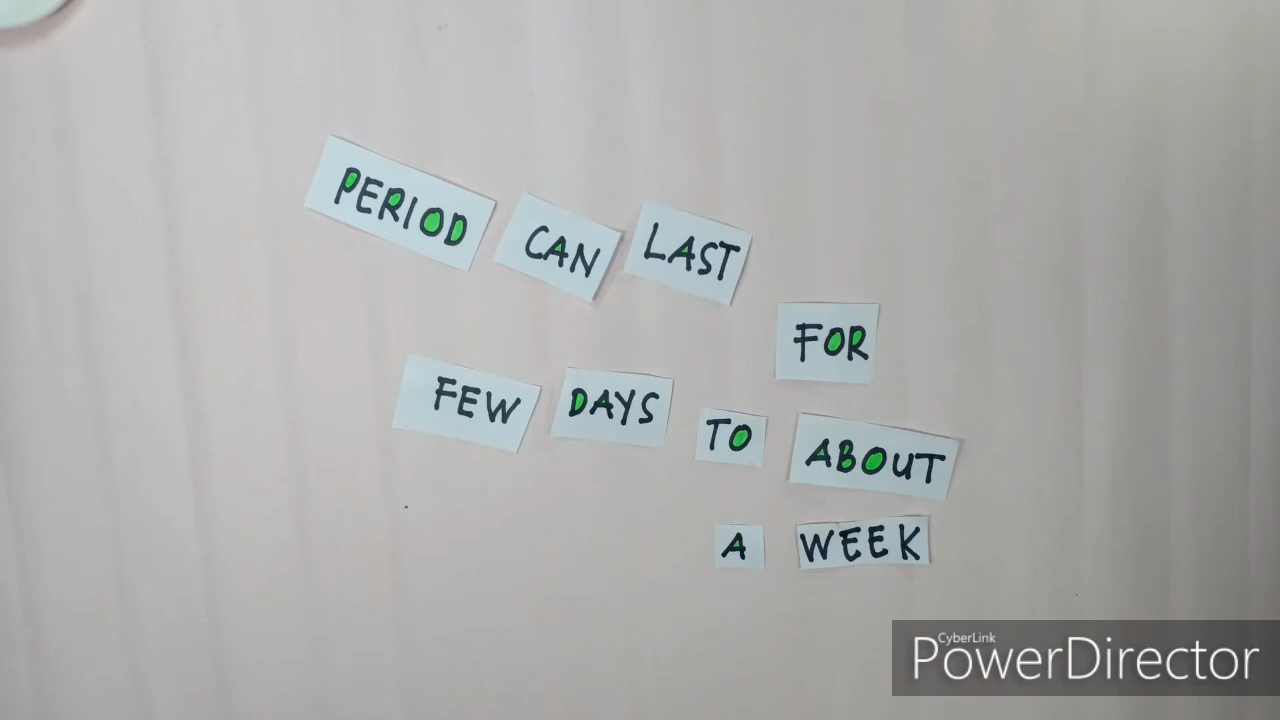 PERIOD CAN LAST
FOR
FEW DAYS TO ABOUT
A WEEK
CyberLink
PowerDirector